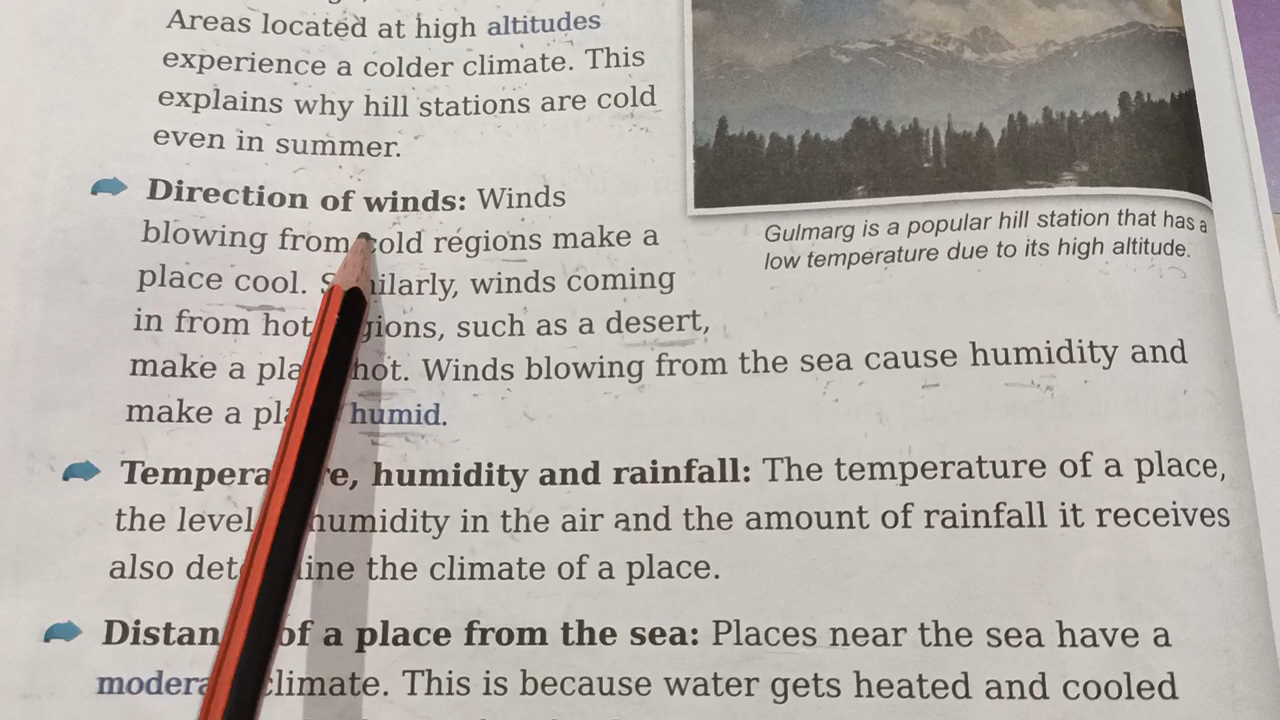 Areas located at high altitudes
experience a colder climate. This
explains why hill stations are cold
even in summer.
Direction of winds: Winds
blowing from cold regions make a
place cool. Similarly, winds coming
in from hot regions, such as a desert,
make a place hot. Winds blowing from the sea cause humidity and
make a place humid.
Gulmarg is a popular hill station that has a
low temperature due to its high altitude.
Temperature, humidity and rainfall: The temperature of a place,
the level of humidity in the air and the amount of rainfall it receives
also determine the climate of a place.
Distance of a place from the sea: Places near the sea have a
moderate climate. This is because water gets heated and cooled